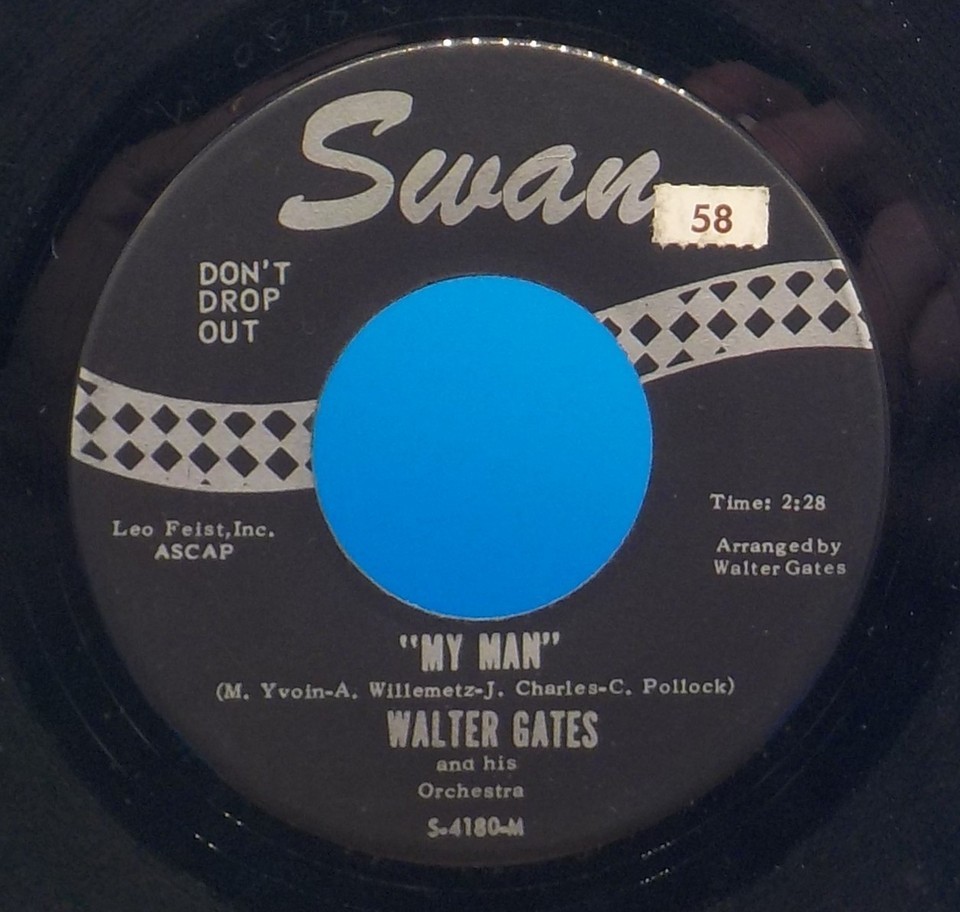 Swan
58
DON'T
DROP
OUT
Time: 2:28
Leo Feist,Inc.
ASCAP
Arranged by
Walter Gates
"MY MAN"
(M. Yvoin-A. Willemetz-J. Charles-C. Pollock)
WALTER GATES
and his
Orchestra
S-4180-M